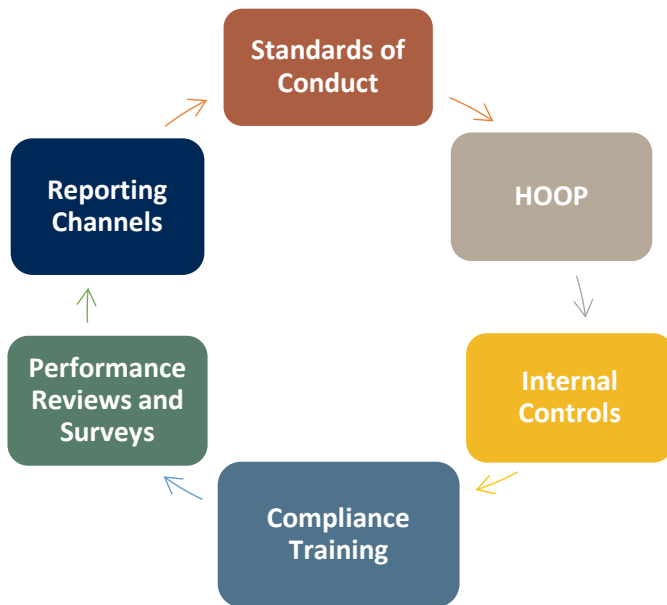 Standards of
Conduct
HOOP
Internal
Controls
Compliance
Training
Performance
Reviews and
Surveys
Reporting
Channels